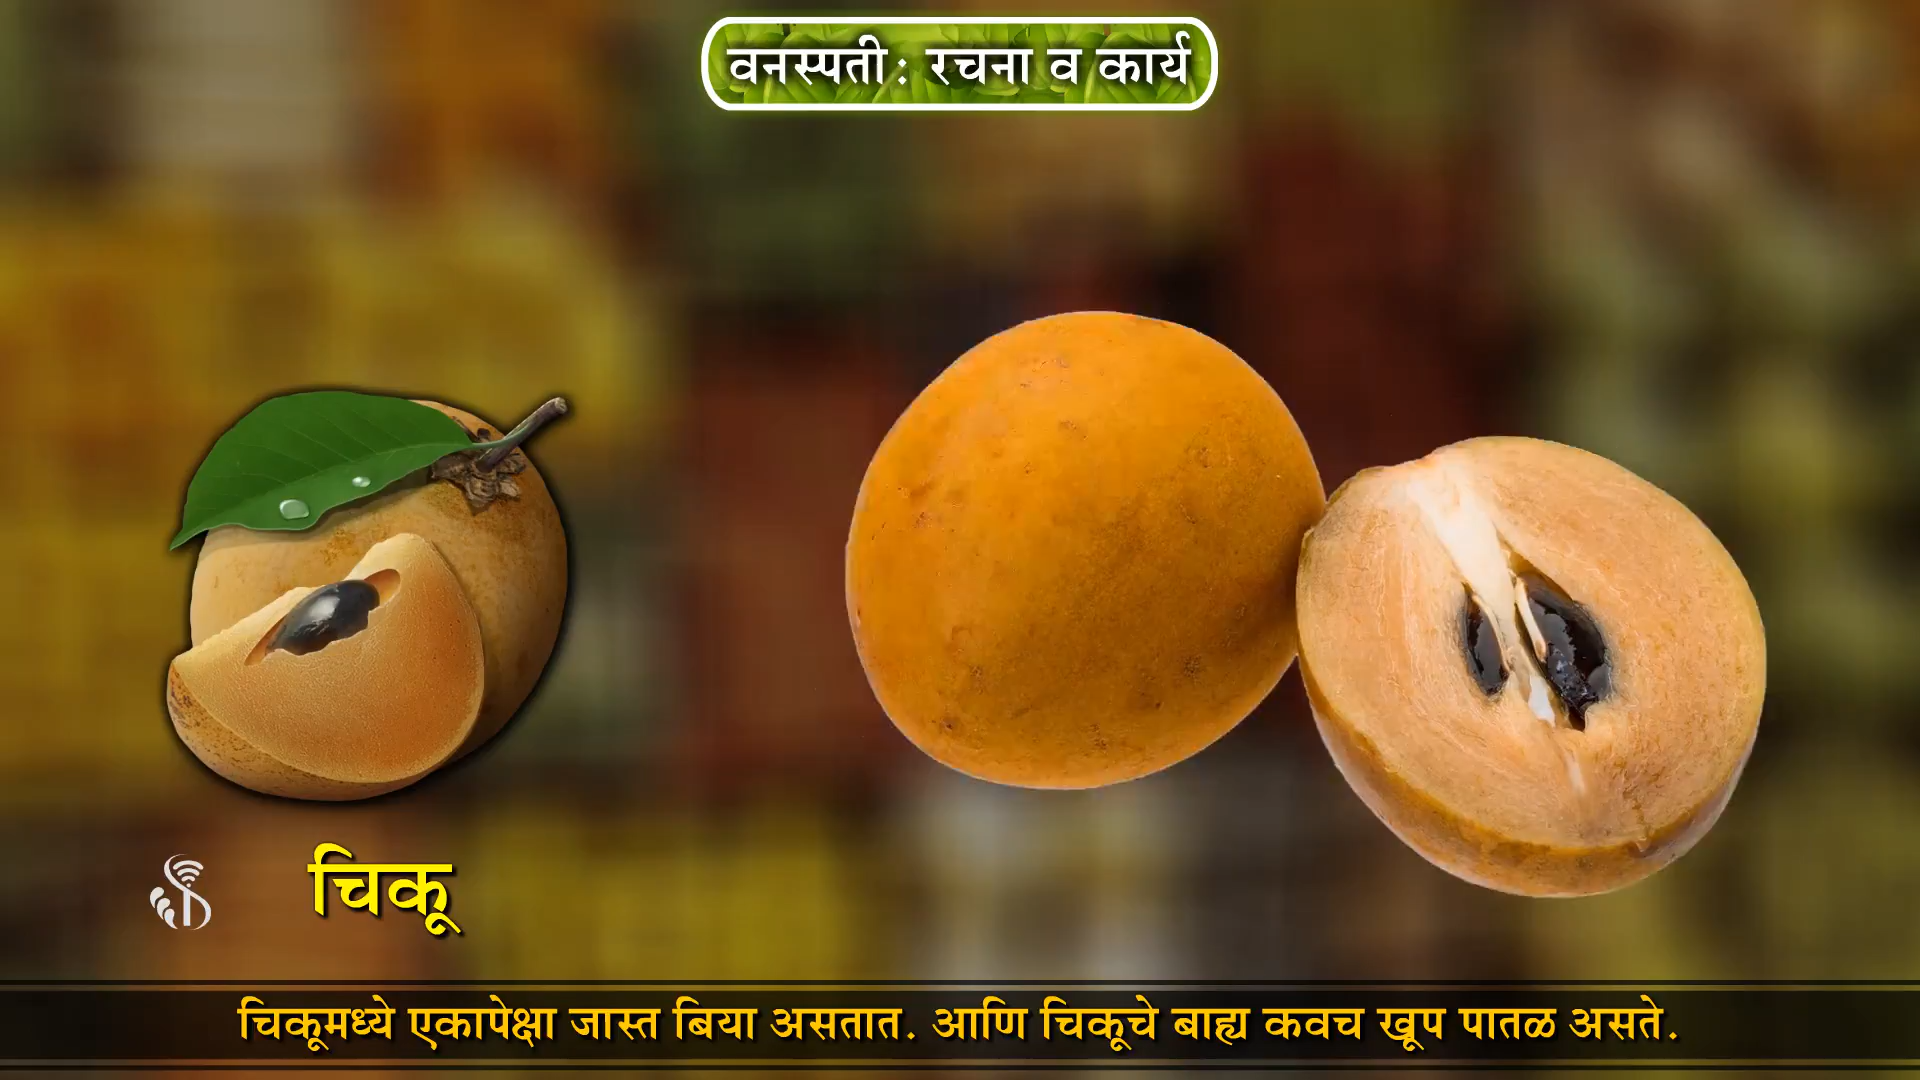 वनस्पती: रचना व कार्य
चिकू
चिकूमध्ये एकापेक्षा जास्त बिया असतात. आणि चिकूचे बाह्य कवच खूप पातळ असते.